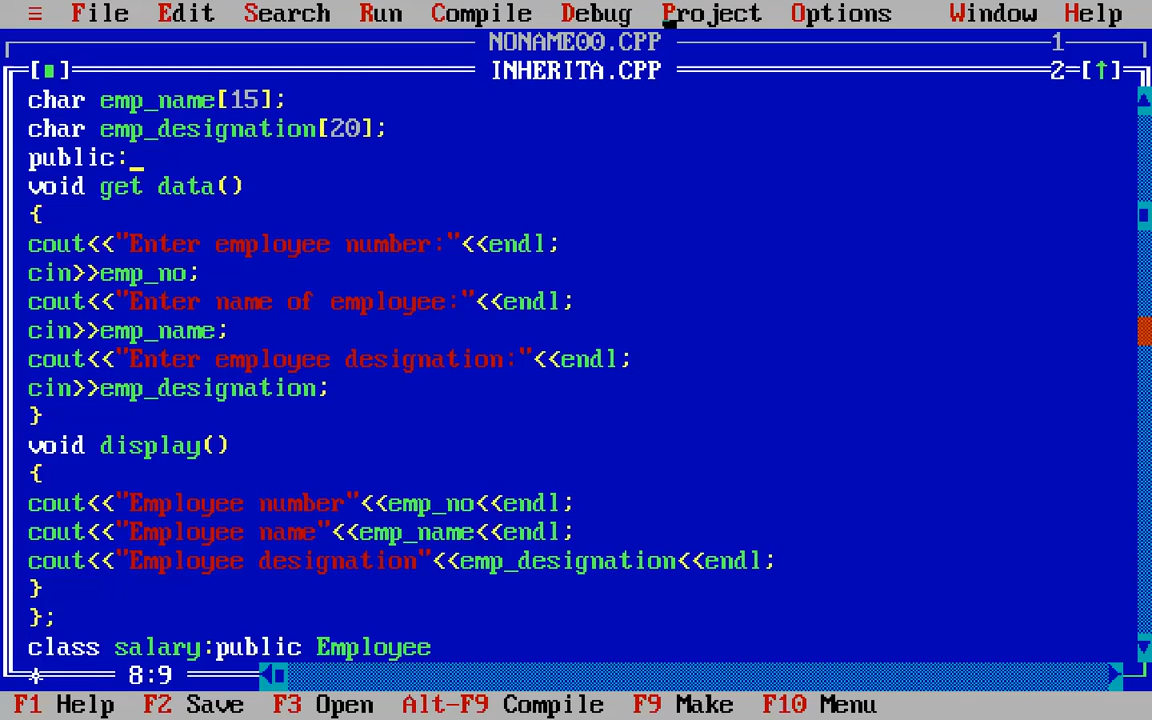 ≡ File Edit Search Run Compile Debug Project Options Window Help
NONAME00.CPP 1
[■] INHERITA.CPP 2=[↑]
char emp_name[15];
char emp_designation[20];
public:_
void get data()
{
cout<<"Enter employee number:"<<endl;
cin>>emp_no;
cout<<"Enter name of employee:"<<endl;
cin>>emp_name;
cout<<"Enter employee designation:"<<endl;
cin>>emp_designation;
}
void display()
{
cout<<"Employee number"<<emp_no<<endl;
cout<<"Employee name"<<emp_name<<endl;
cout<<"Employee designation"<<emp_designation<<endl;
}
};
class salary:public Employee
8:9
F1 Help F2 Save F3 Open Alt-F9 Compile F9 Make F10 Menu